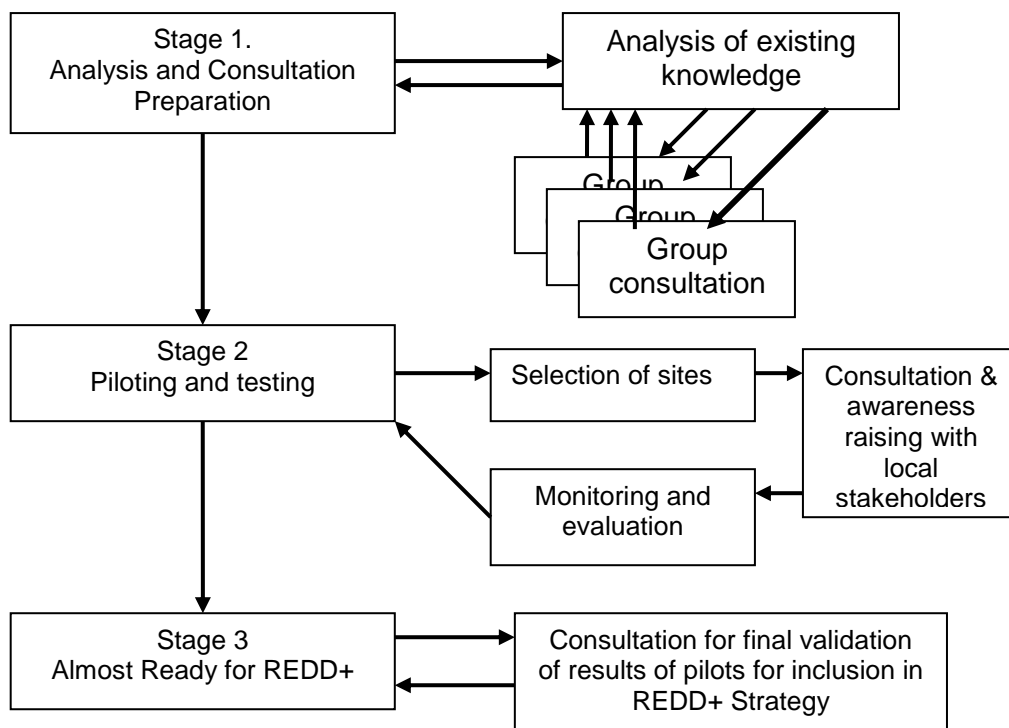 Stage 1.
Analysis and Consultation
Preparation
Analysis of existing
knowledge
Group
Group
Group
consultation
Stage 2
Piloting and testing
Selection of sites
Consultation &
awareness
raising with
local
stakeholders
Monitoring and
evaluation
Stage 3
Almost Ready for REDD+
Consultation for final validation
of results of pilots for inclusion in
REDD+ Strategy